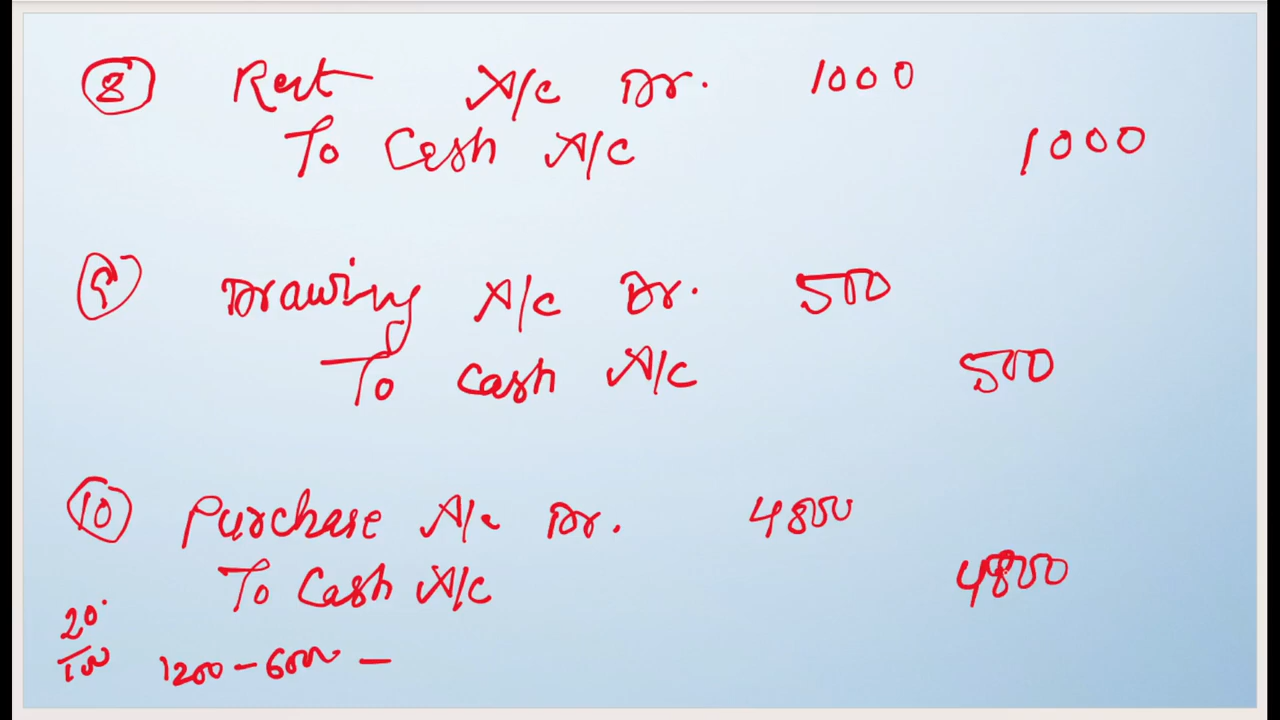 8 Rent A/c Dr. 1000
To Cash A/c 1000
9 Drawing A/c Dr. 500
To Cash A/c 500
10 Purchase A/c Dr. 4800
To Cash A/c 4800
20
100 1200 - 6000 -